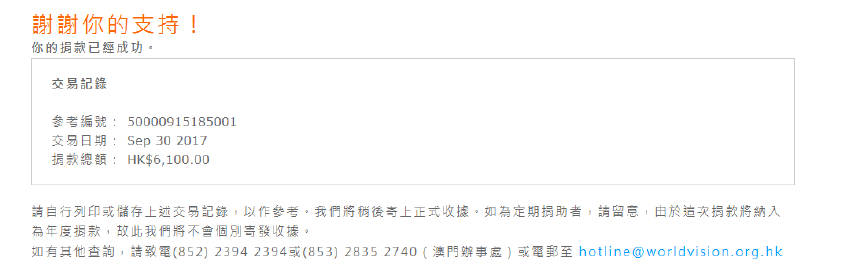 謝謝你的支持！
你的捐款已經成功。
交易記錄
參考編號： 50000915185001
交易日期： Sep 30 2017
捐款總額： HK$6,100.00
請自行列印或儲存上述交易記錄，以作參考。我們將稍後寄上正式收據。如為定期捐助者，請留意，由於這次捐款將納入
為年度捐款，故此我們將不會個別寄發收據。
如有其他查詢，請致電(852) 2394 2394或(853) 2835 2740 ( 澳門辦事處 ) 或電郵至 hotline@worldvision.org.hk